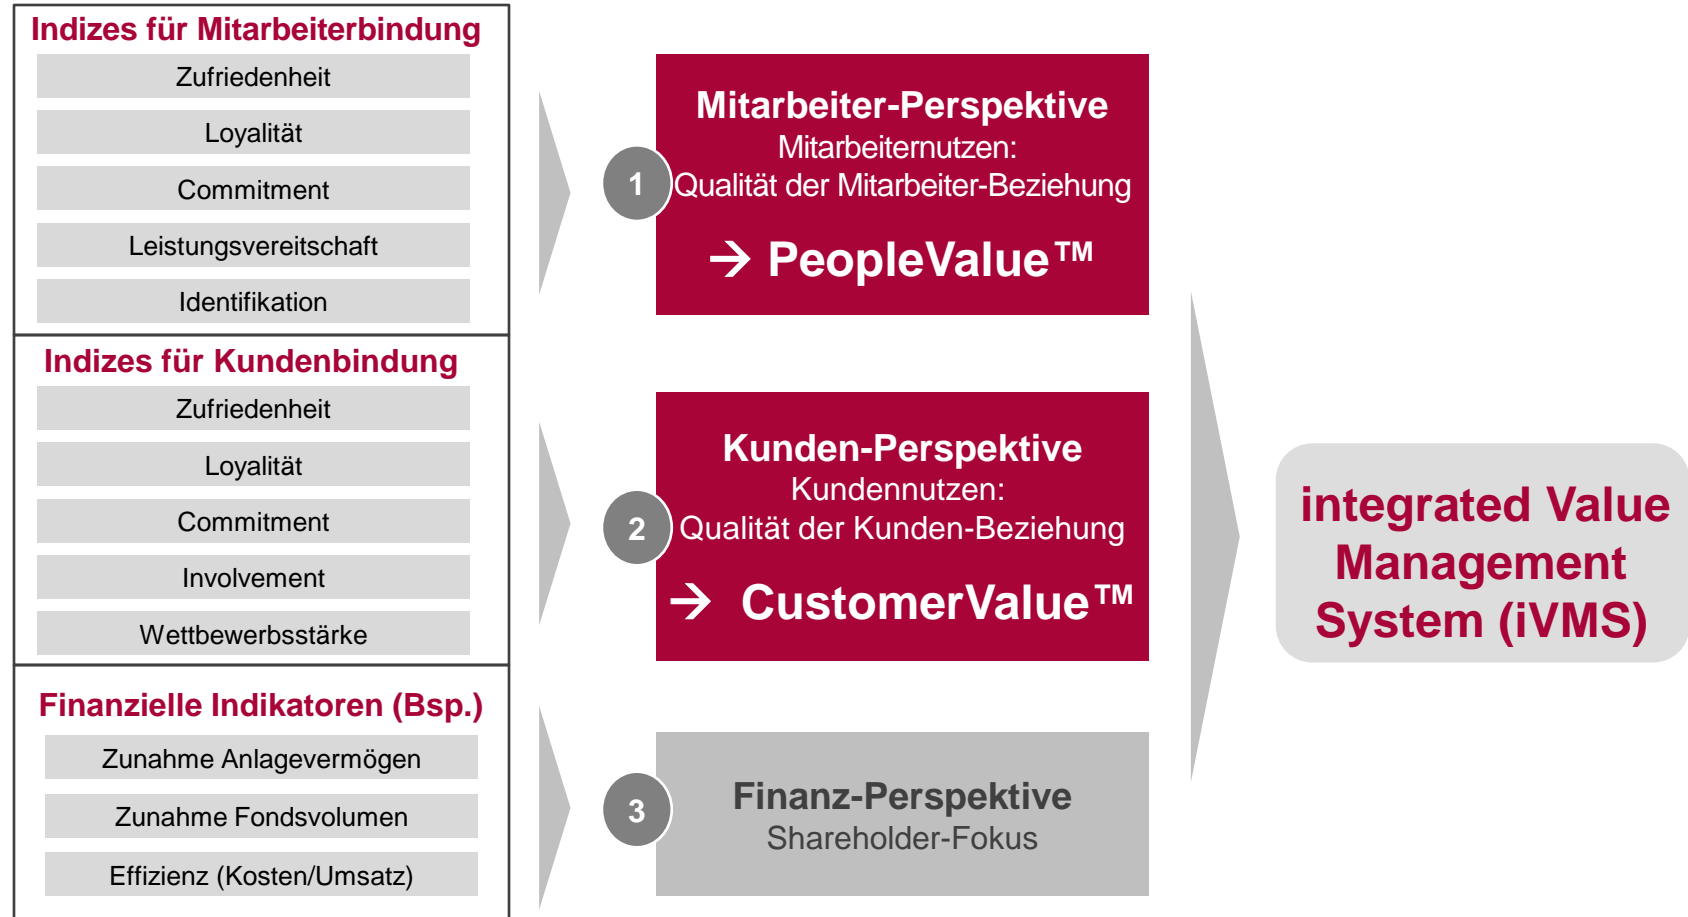 Indizes für Mitarbeiterbindung
Zufriedenheit
Loyalität
Commitment
Leistungsvereitschaft
Identifikation
Indizes für Kundenbindung
Zufriedenheit
Loyalität
Commitment
Involvement
Wettbewerbsstärke
Finanzielle Indikatoren (Bsp.)
Zunahme Anlagevermögen
Zunahme Fondsvolumen
Effizienz (Kosten/Umsatz)
1
Mitarbeiter-Perspektive
Mitarbeiternutzen:
Qualität der Mitarbeiter-Beziehung
→ PeopleValue™
2
Kunden-Perspektive
Kundennutzen:
Qualität der Kunden-Beziehung
→ CustomerValue™
3
Finanz-Perspektive
Shareholder-Fokus
integrated Value
Management
System (iVMS)